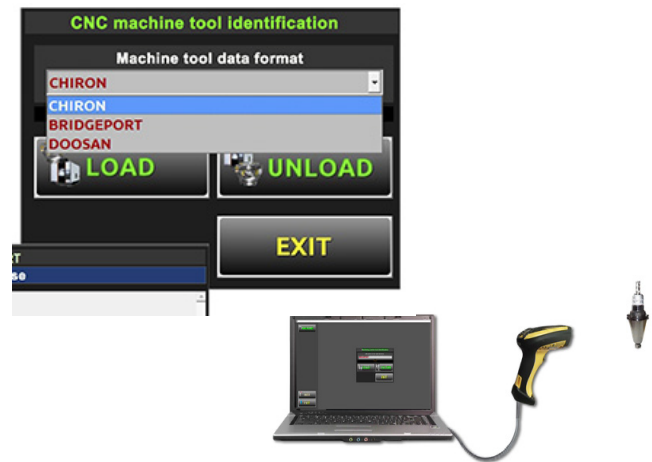 CNC machine tool identification
Machine tool data format
CHIRON
CHIRON
BRIDGEPORT
DOOSAN
LOAD
UNLOAD
EXIT